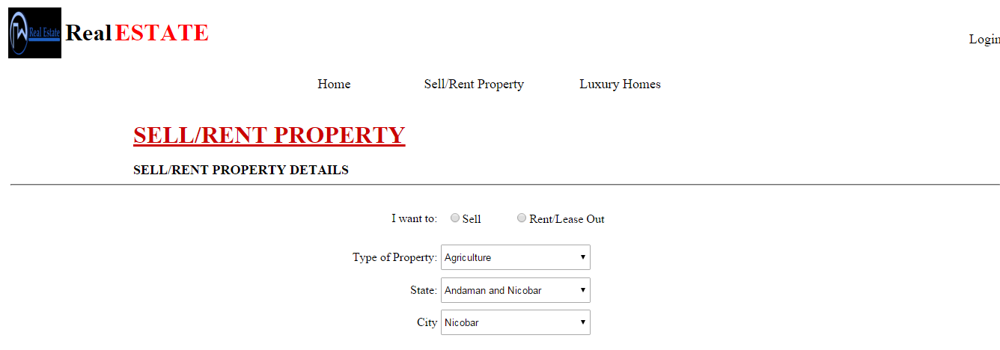 Real Estate
Real ESTATE
Login
Home Sell/Rent Property Luxury Homes
SELL/RENT PROPERTY
SELL/RENT PROPERTY DETAILS
I want to: Sell Rent/Lease Out
Type of Property: Agriculture
State: Andaman and Nicobar
City Nicobar